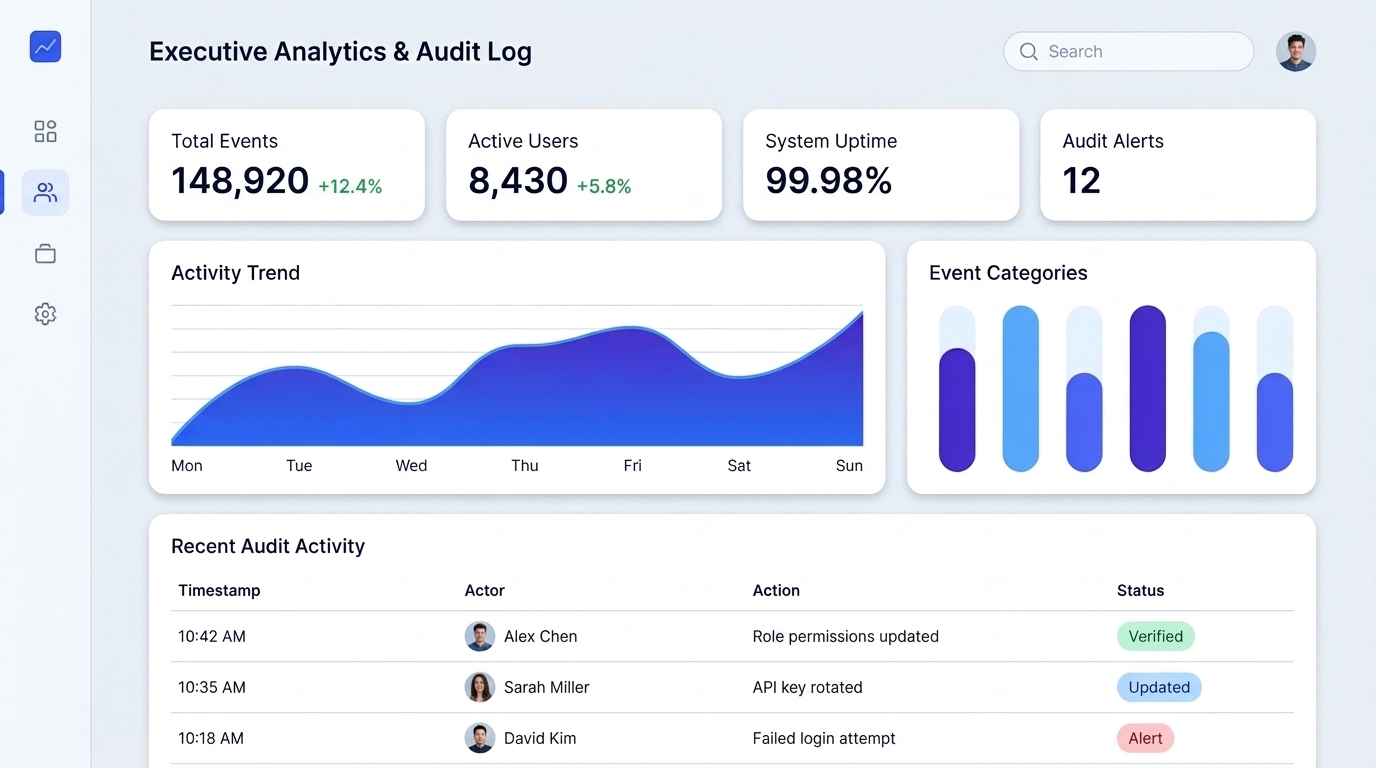 Executive Analytics & Audit Log
Search
Total Events
148,920 +12.4%
Active Users
8,430 +5.8%
System Uptime
99.98%
Audit Alerts
12
Activity Trend
Mon Tue Wed Thu Fri Sat Sun
Event Categories
Recent Audit Activity
Timestamp Actor Action Status
10:42 AM Alex Chen Role permissions updated Verified
10:35 AM Sarah Miller API key rotated Updated
10:18 AM David Kim Failed login attempt Alert